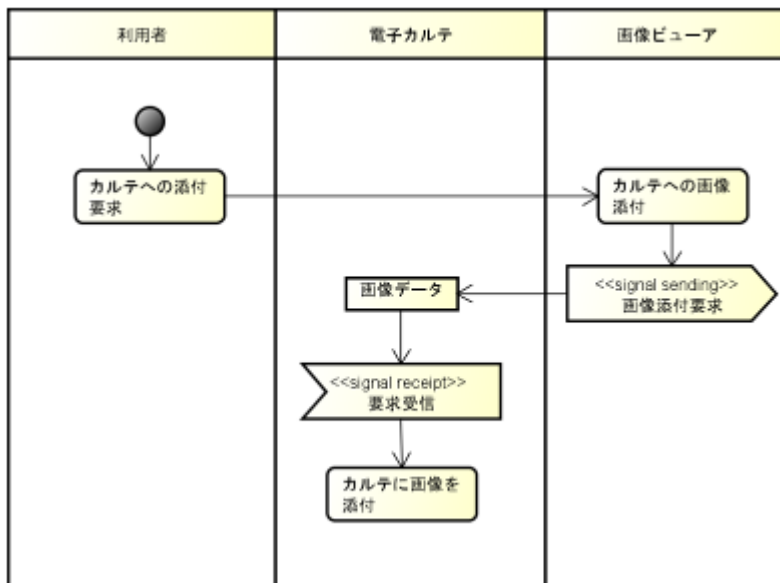 利用者
電子カルテ
画像ビューア
カルテへの添付
要求
カルテへの画像
添付
<<signal sending>>
画像添付要求
画像データ
<<signal receipt>>
要求受信
カルテに画像を
添付